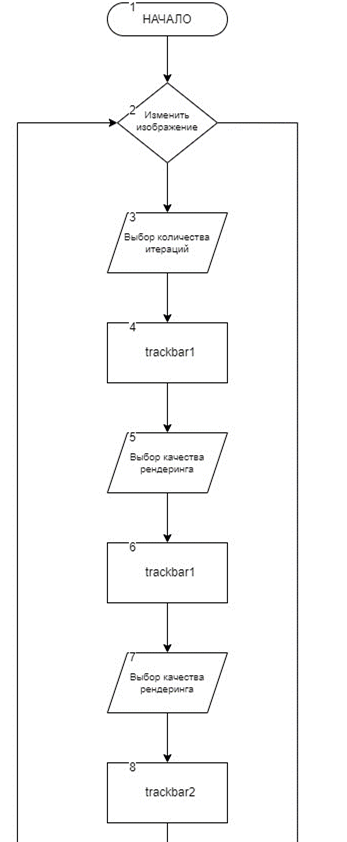 1
НАЧАЛО
2
Изменить
изображение
3
Выбор количества
итераций
4
trackbar1
5
Выбор качества
рендеринга
6
trackbar1
7
Выбор качества
рендеринга
8
trackbar2